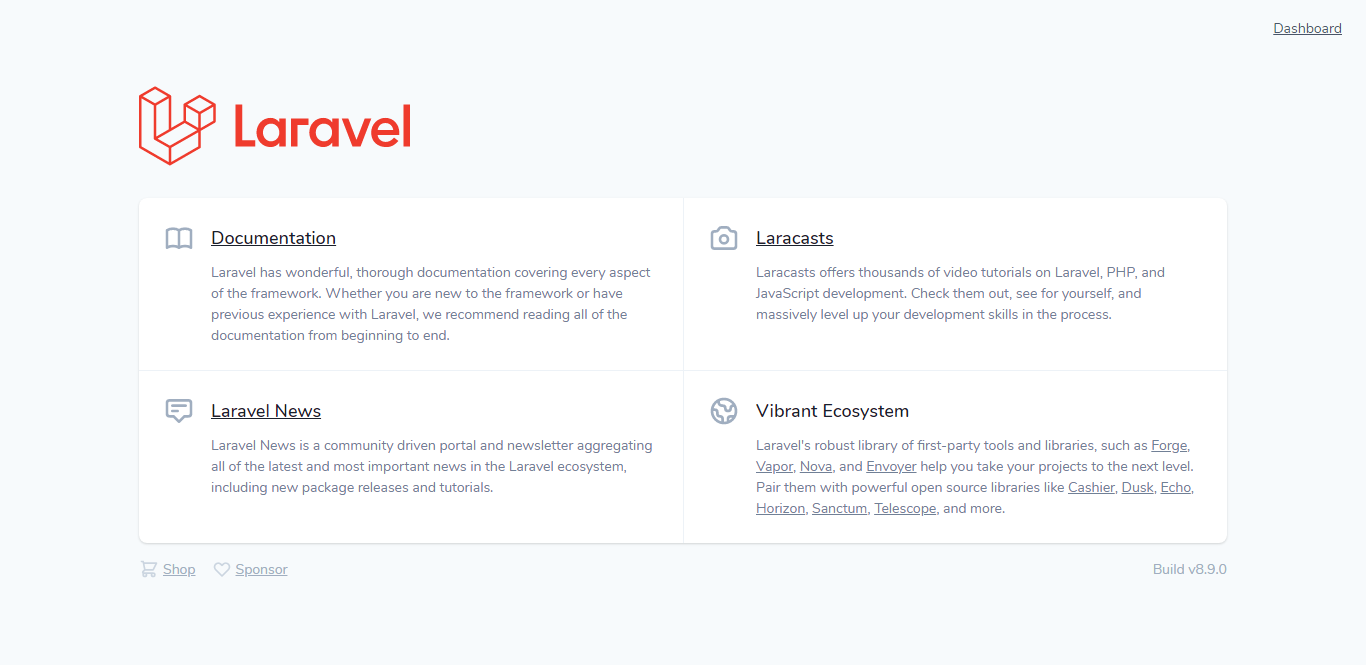 Dashboard
Laravel
Documentation
Laravel has wonderful, thorough documentation covering every aspect
of the framework. Whether you are new to the framework or have
previous experience with Laravel, we recommend reading all of the
documentation from beginning to end.
Laracasts
Laracasts offers thousands of video tutorials on Laravel, PHP, and
JavaScript development. Check them out, see for yourself, and
massively level up your development skills in the process.
Laravel News
Laravel News is a community driven portal and newsletter aggregating
all of the latest and most important news in the Laravel ecosystem,
including new package releases and tutorials.
Vibrant Ecosystem
Laravel's robust library of first-party tools and libraries, such as Forge,
Vapor, Nova, and Envoyer help you take your projects to the next level.
Pair them with powerful open source libraries like Cashier, Dusk, Echo,
Horizon, Sanctum, Telescope, and more.
Shop Sponsor
Build v8.9.0